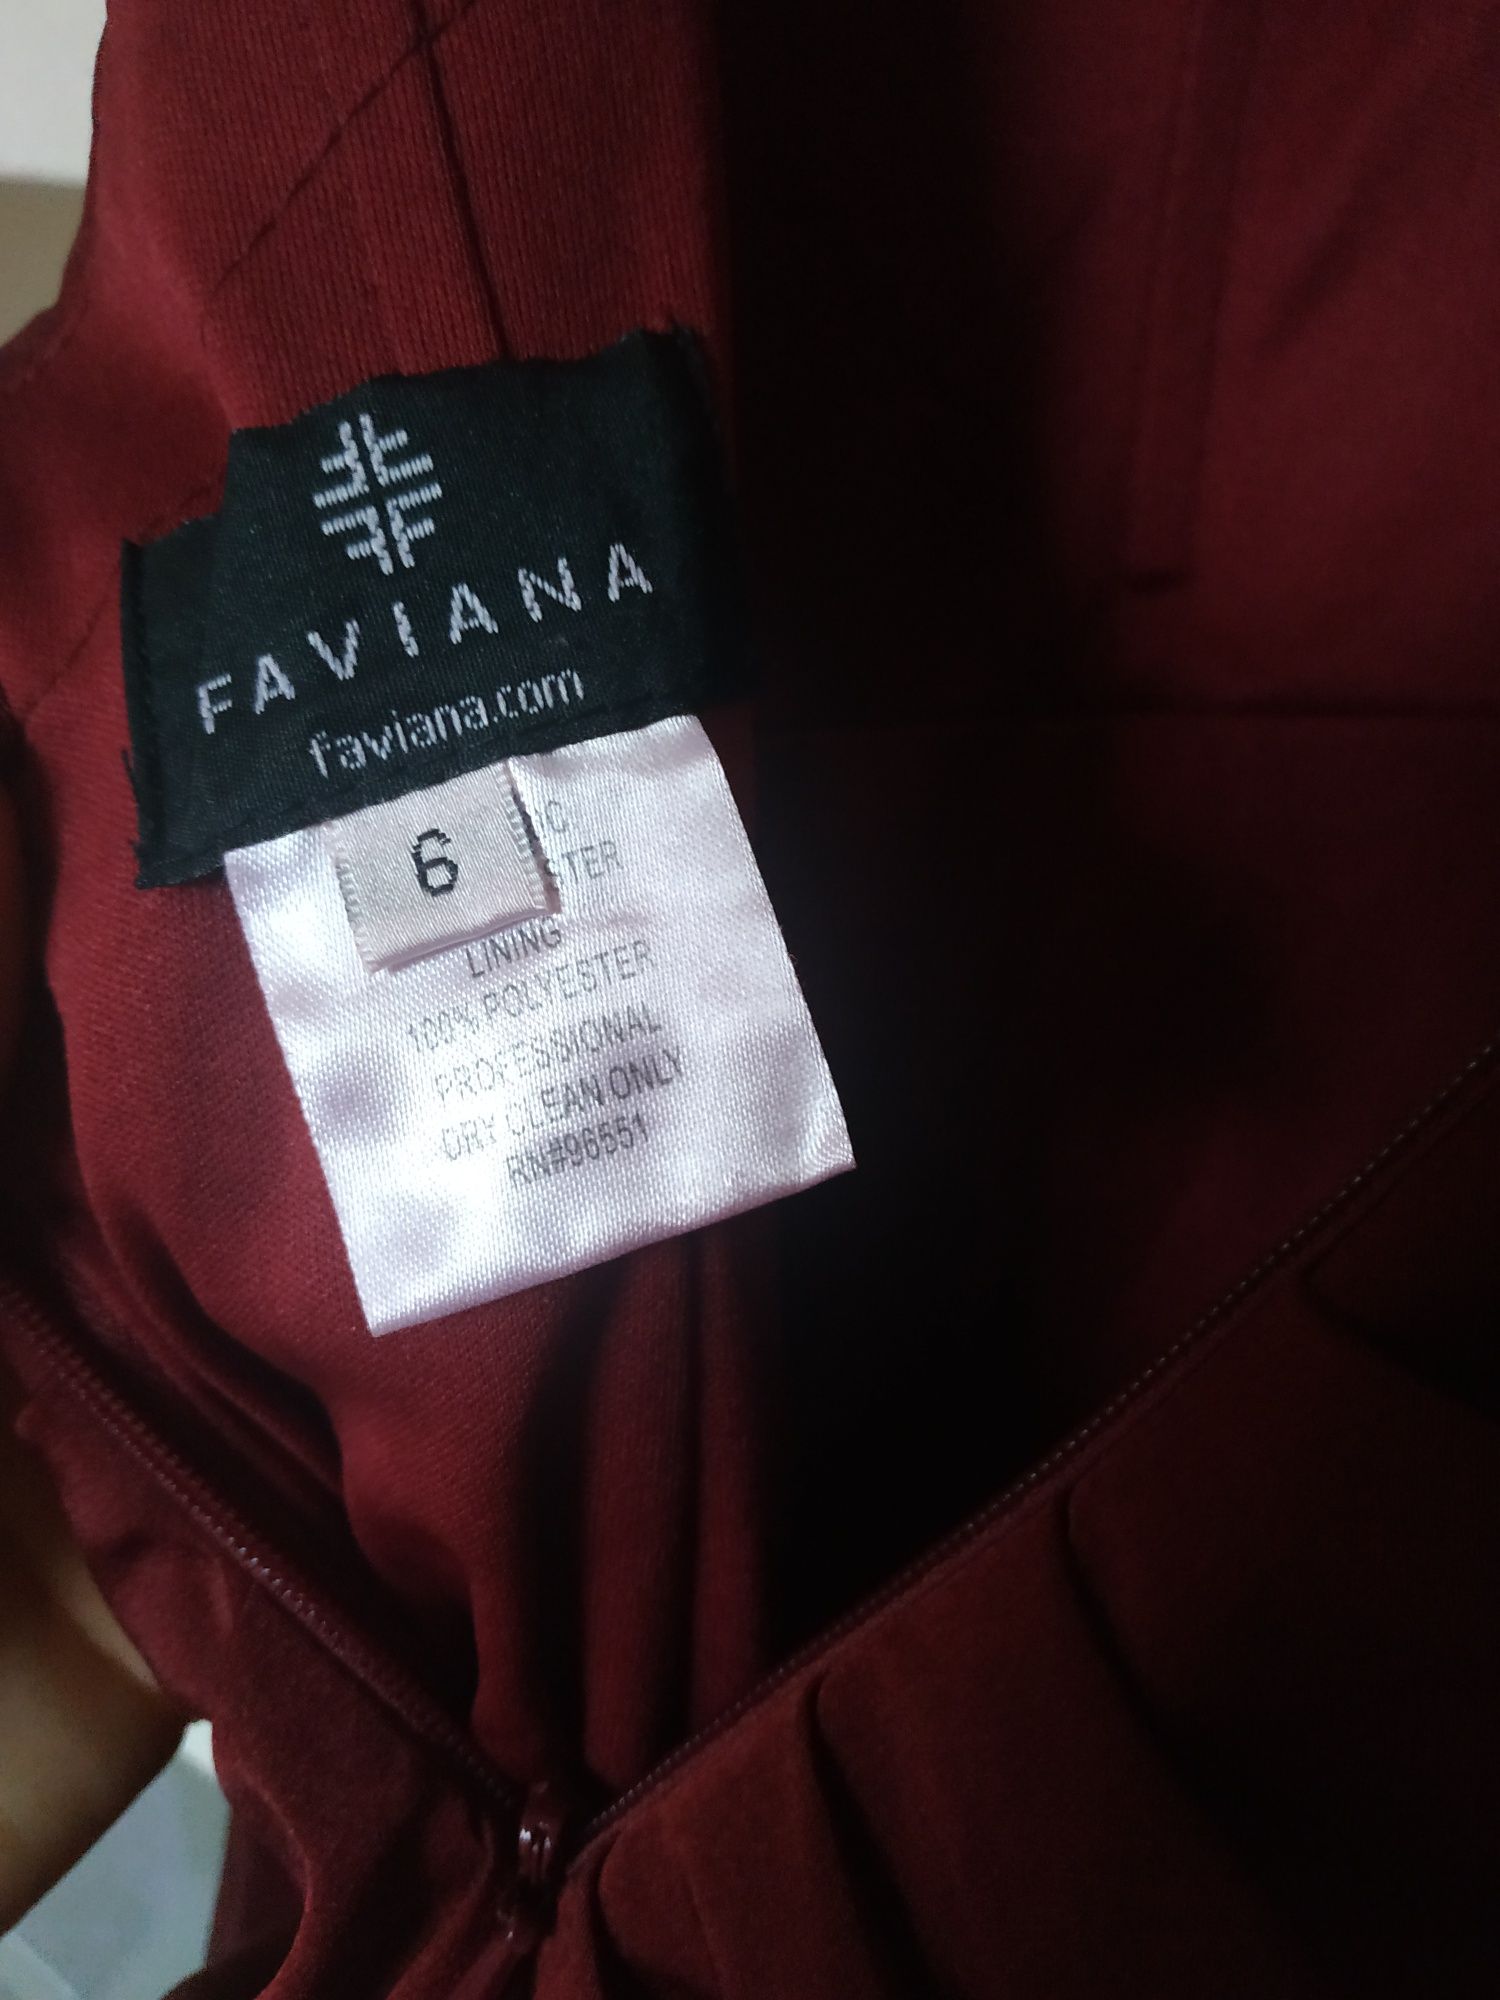 FAVIANA
faviana.com
6
LINING
100% POLYESTER
PROFESSIONAL
DRY CLEAN ONLY
RN#96551